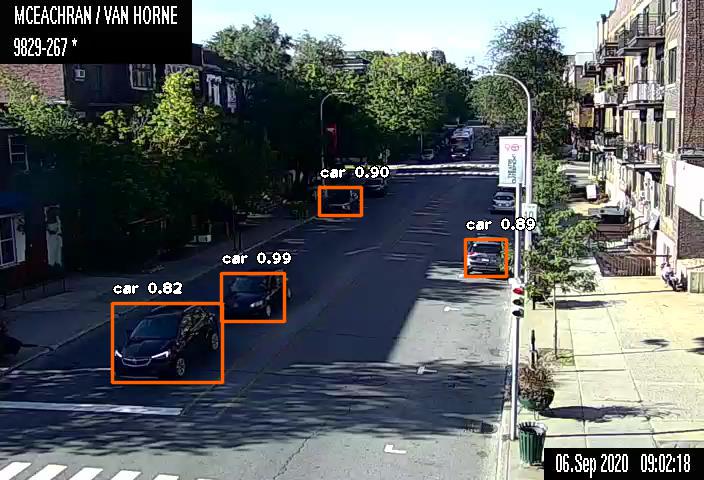 MCEACHRAN / VAN HORNE
9829-267 *
car 0.90
car 0.89
car 0.99
car 0.82
06.Sep 2020 09:02:18